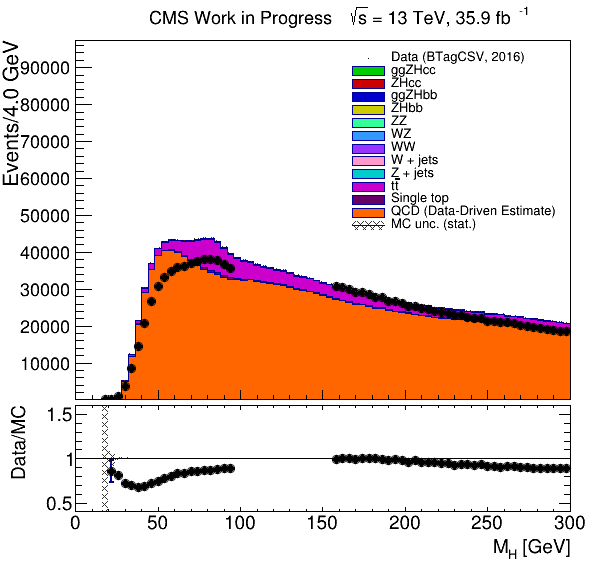 CMS Work in Progress √s = 13 TeV, 35.9 fb -1
Events/4.0 GeV
90000
80000
70000
60000
50000
40000
30000
20000
10000
Data (BTagCSV, 2016)
ggZHcc
ZHcc
ggZHbb
ZHbb
ZZ
WZ
WW
W + jets
Z + jets
tt̅
Single top
QCD (Data-Driven Estimate)
MC unc. (stat.)
Data/MC
1.5
1
0.5
0 50 100 150 200 250 300
M_H [GeV]